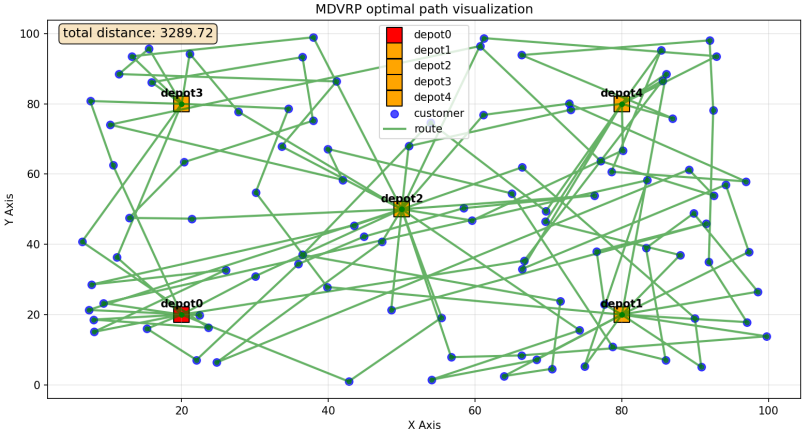 MDVRP optimal path visualization
total distance: 3289.72
depot0
depot1
depot2
depot3
depot4
customer
route
depot3
depot4
depot2
depot0
depot1
100
80
60
40
20
0
Y Axis
20
40
60
80
100
X Axis